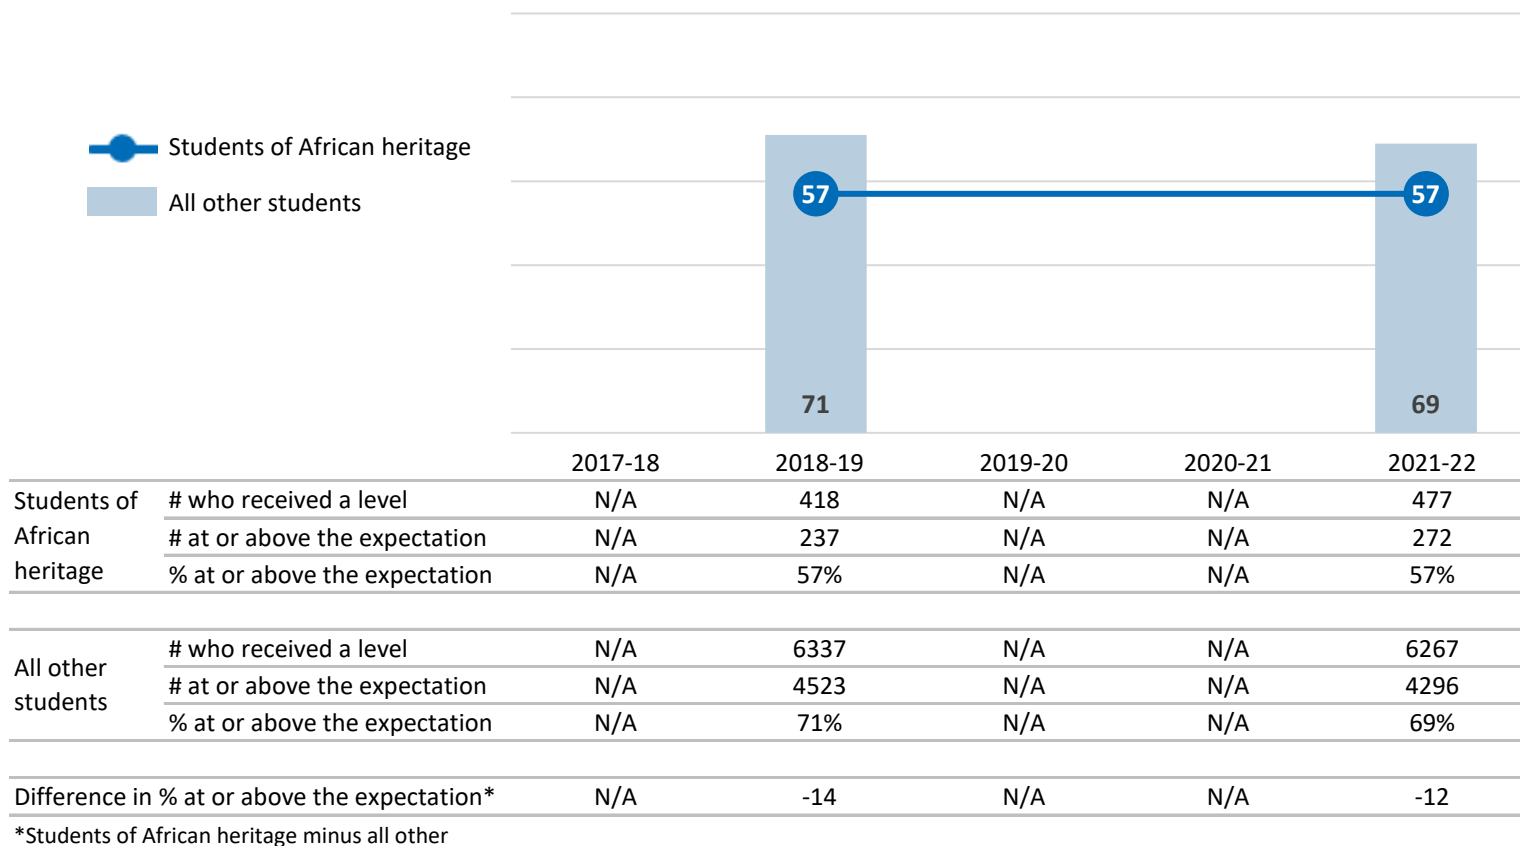 Students of African heritage
All other students
57 57
71 69
2017-18 2018-19 2019-20 2020-21 2021-22
Students of African heritage
# who received a level N/A 418 N/A N/A 477
# at or above the expectation N/A 237 N/A N/A 272
% at or above the expectation N/A 57% N/A N/A 57%
All other students
# who received a level N/A 6337 N/A N/A 6267
# at or above the expectation N/A 4523 N/A N/A 4296
% at or above the expectation N/A 71% N/A N/A 69%
Difference in % at or above the expectation* N/A -14 N/A N/A -12
*Students of African heritage minus all other